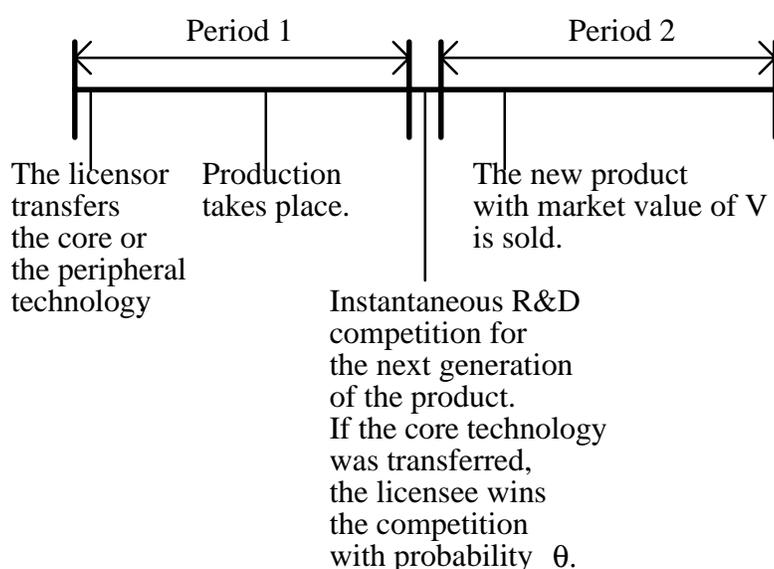 Period 1
Period 2
The licensor
transfers
the core or
the peripheral
technology
Production
takes place.
The new product
with market value of V
is sold.
Instantaneous R&D
competition for
the next generation
of the product.
If the core technology
was transferred,
the licensee wins
the competition
with probability θ.